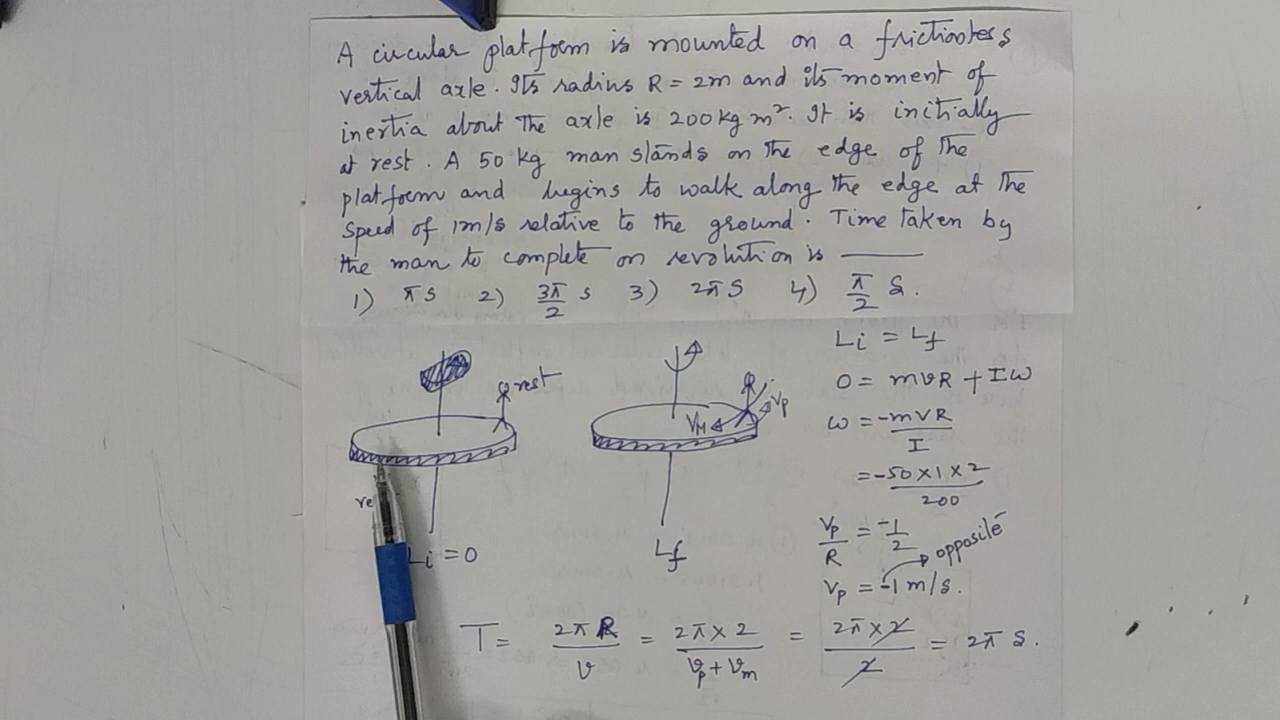 A circular platform is mounted on a frictionless
vertical axle. Its radius R = 2m and its moment of
inertia about the axle is 200 kg m². It is initially
at rest. A 50 kg man stands on the edge of the
platform and begins to walk along the edge at the
speed of 1m/s relative to the ground. Time taken by
the man to complete on revolution is ———
1) π s 2) 3π/2 s 3) 2π s 4) π/2 s.
Li = Lf
0 = mvR + Iω
ω = -mvR/I
= -50×1×2/200
Vp/R = -1/2
Vp = -1 m/s.
opposite
rest
VM
Vp
re
Li = 0
Lf
T = 2πR/v = 2π×2/Vp+Vm = 2π×2/2 = 2π s.